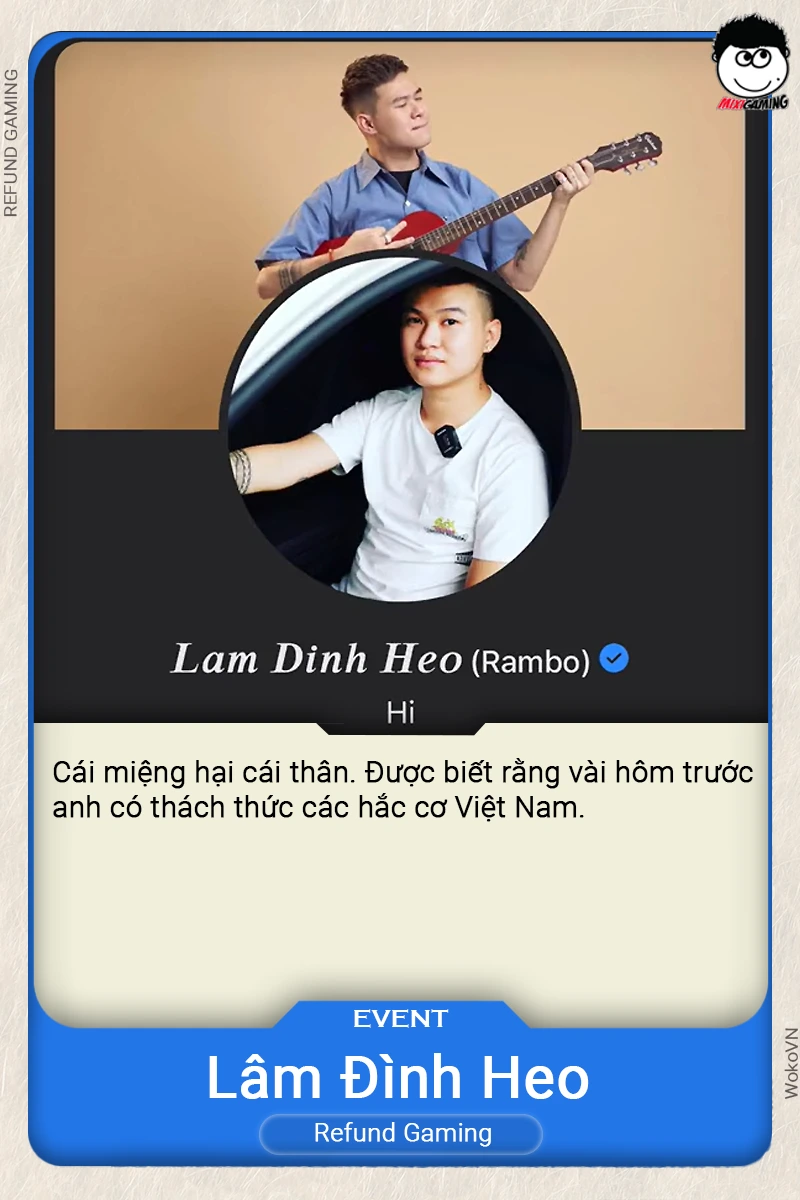 REFUND GAMING
MIXIGAMING
Lam Dinh Heo (Rambo)
Hi
Cái miệng hại cái thân. Được biết rằng vài hôm trước
anh có thách thức các hắc cơ Việt Nam.
EVENT
Lâm Đình Heo
Refund Gaming
WokoVN